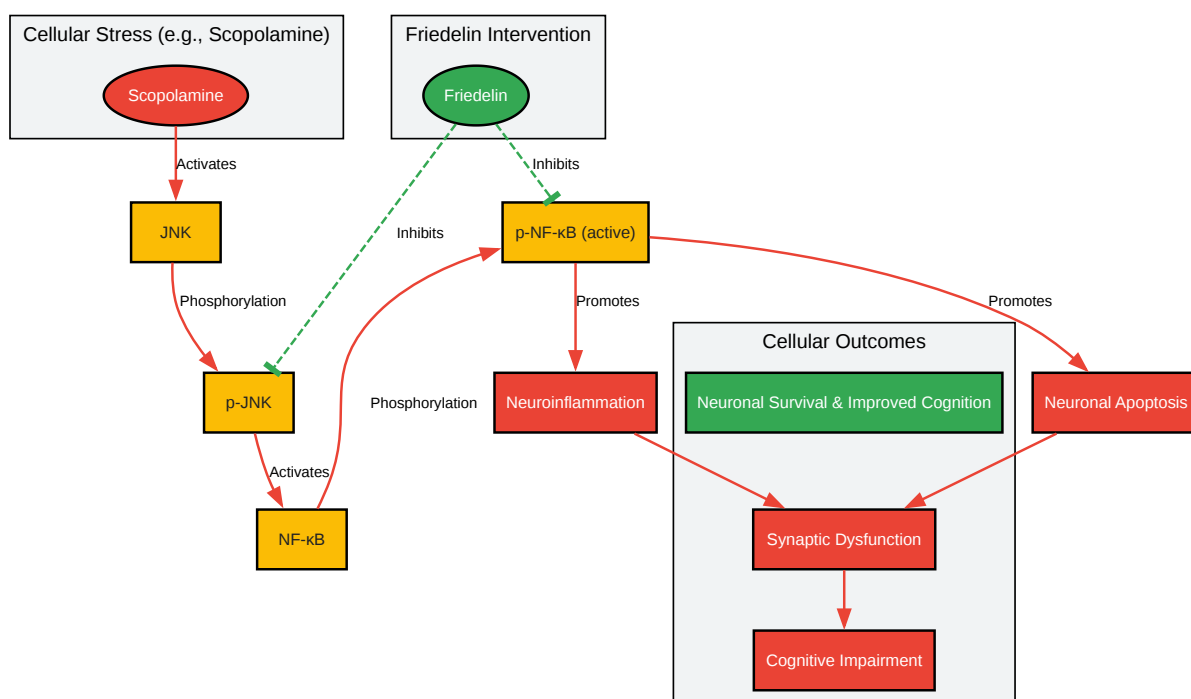 Cellular Stress (e.g., Scopolamine)
Friedelin Intervention
Scopolamine
Friedelin
Activates
Inhibits
JNK
p-NF-κB (active)
Inhibits
Phosphorylation
Promotes
Promotes
Cellular Outcomes
p-JNK
Phosphorylation
Neuroinflammation
Neuronal Survival & Improved Cognition
Neuronal Apoptosis
Activates
NF-κB
Synaptic Dysfunction
Cognitive Impairment